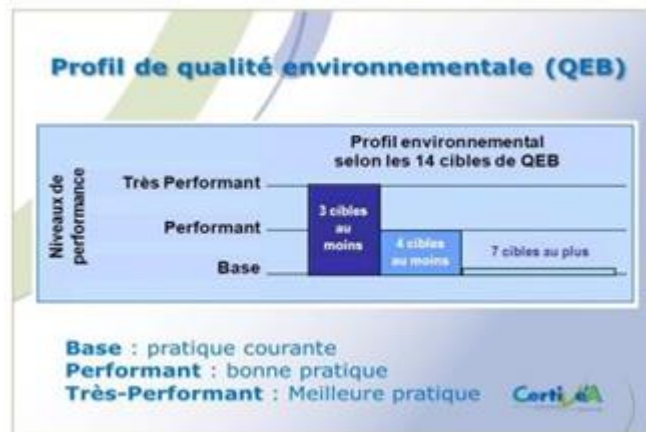 Profil de qualité environnementale (QEB)
Profil environnemental
selon les 14 cibles de QEB
Niveaux de
performance
Très Performant
Performant
Base
3 cibles
au
moins
4 cibles
au moins
7 cibles au plus
Base : pratique courante
Performant : bonne pratique
Très-Performant : Meilleure pratique
CertivéA